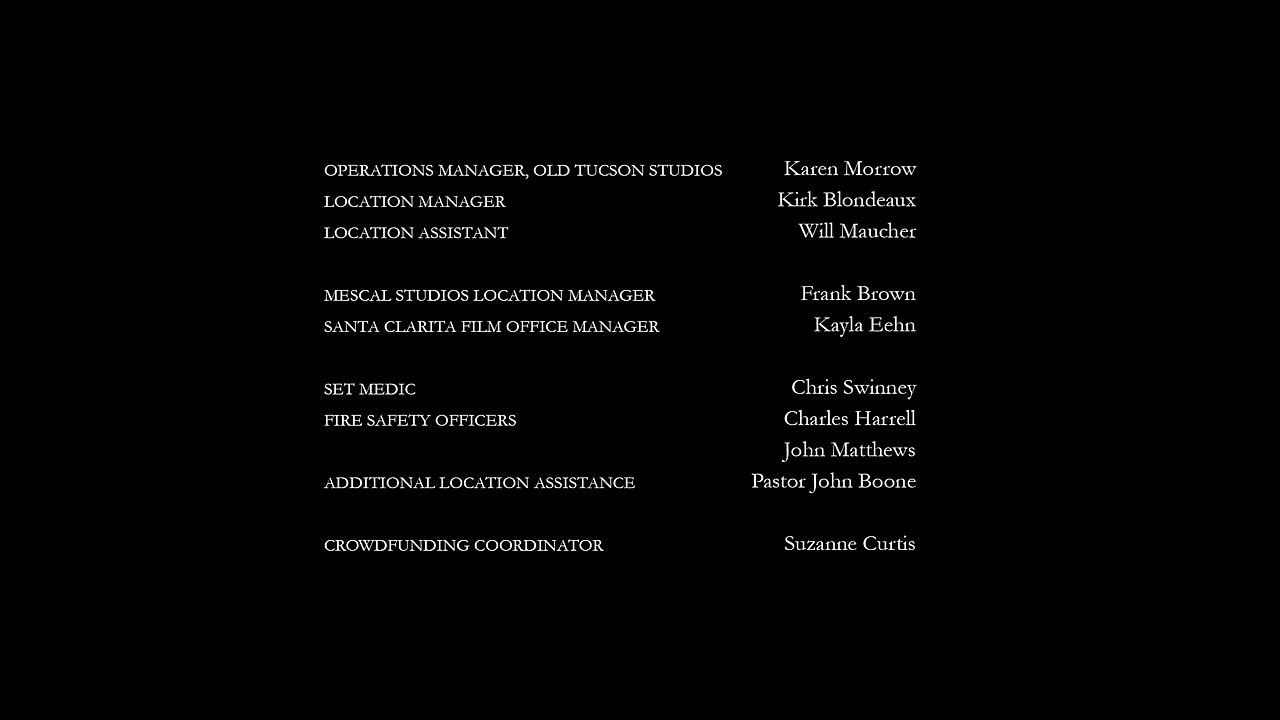 OPERATIONS MANAGER, OLD TUCSON STUDIOS Karen Morrow
LOCATION MANAGER Kirk Blondeaux
LOCATION ASSISTANT Will Maucher
MESCAL STUDIOS LOCATION MANAGER Frank Brown
SANTA CLARITA FILM OFFICE MANAGER Kayla Eehn
SET MEDIC Chris Swinney
FIRE SAFETY OFFICERS Charles Harrell
John Matthews
ADDITIONAL LOCATION ASSISTANCE Pastor John Boone
CROWDFUNDING COORDINATOR Suzanne Curtis